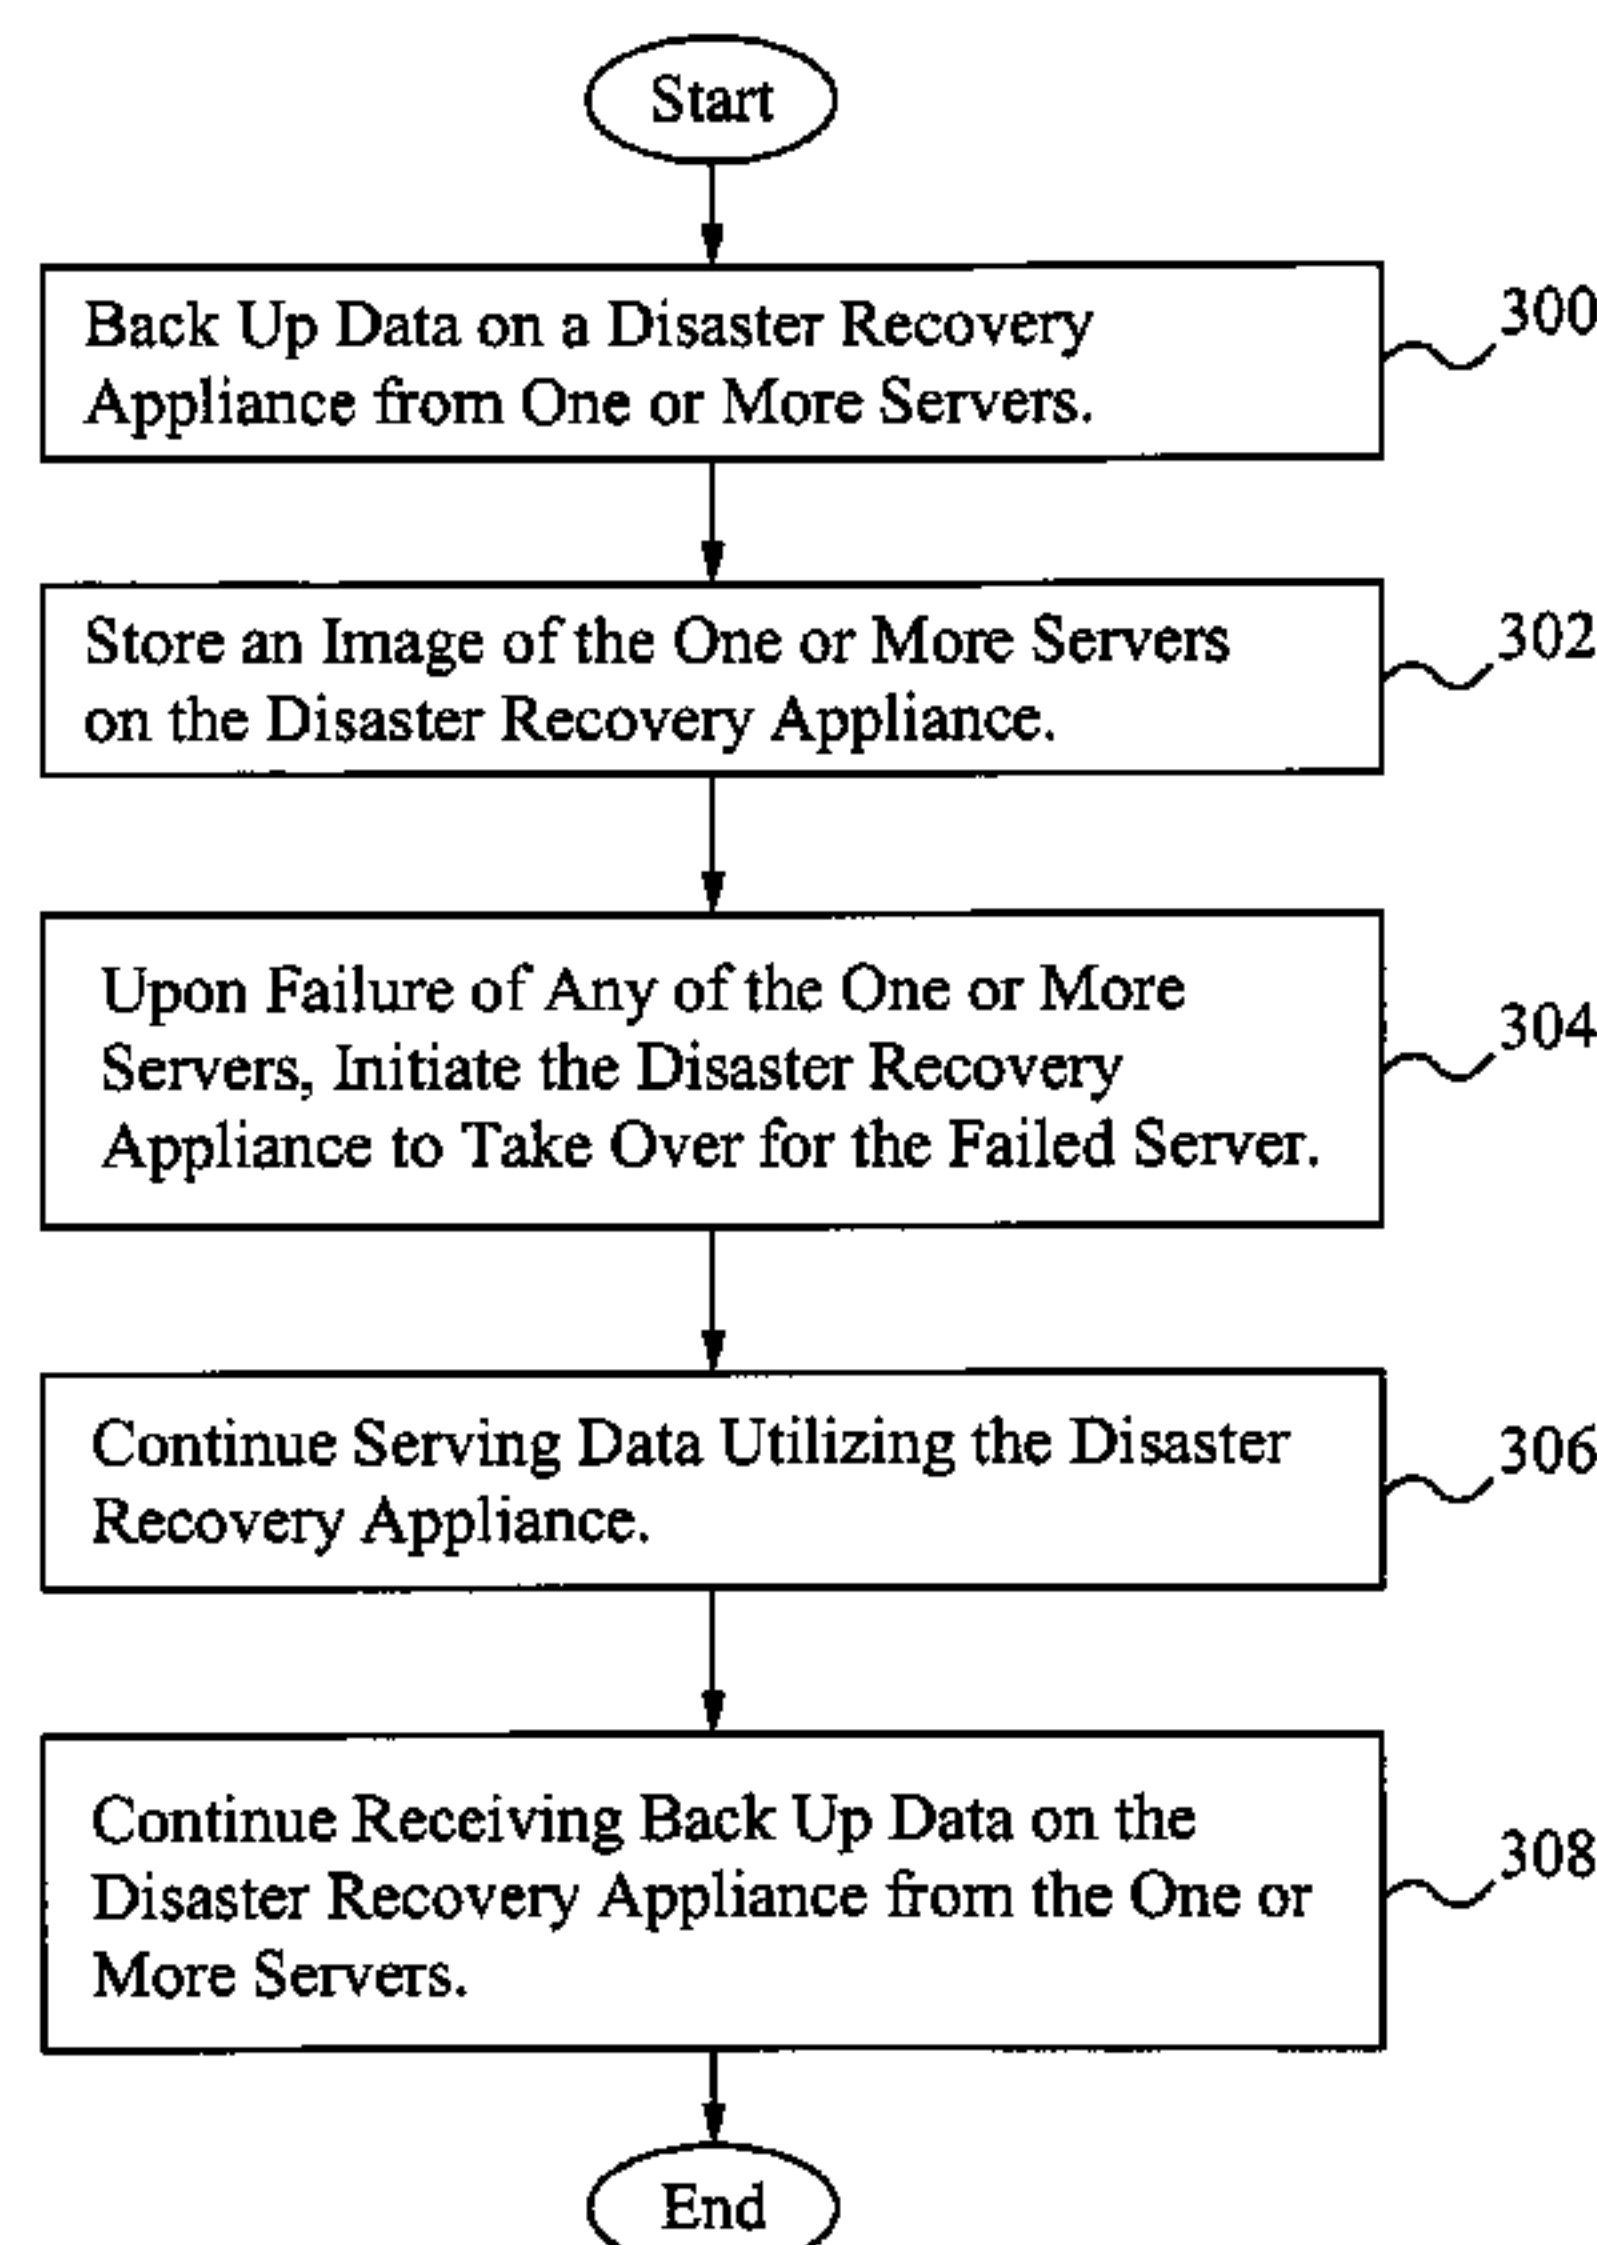 Start
Back Up Data on a Disaster Recovery
Appliance from One or More Servers.
300
Store an Image of the One or More Servers
on the Disaster Recovery Appliance.
302
Upon Failure of Any of the One or More
Servers, Initiate the Disaster Recovery
Appliance to Take Over for the Failed Server.
304
Continue Serving Data Utilizing the Disaster
Recovery Appliance.
306
Continue Receiving Back Up Data on the
Disaster Recovery Appliance from the One or
More Servers.
308
End